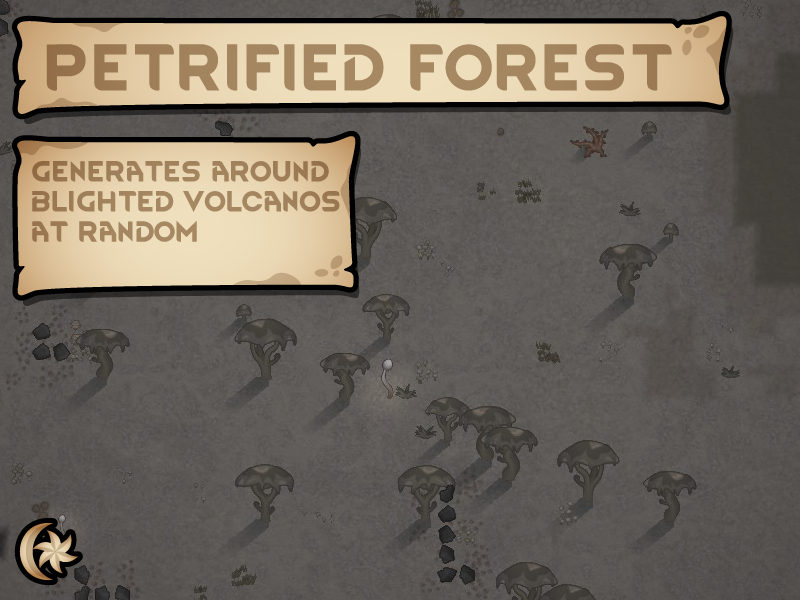 PETRIFIED FOREST
GENERATES AROUND
BLIGHTED VOLCANOS
AT RANDOM